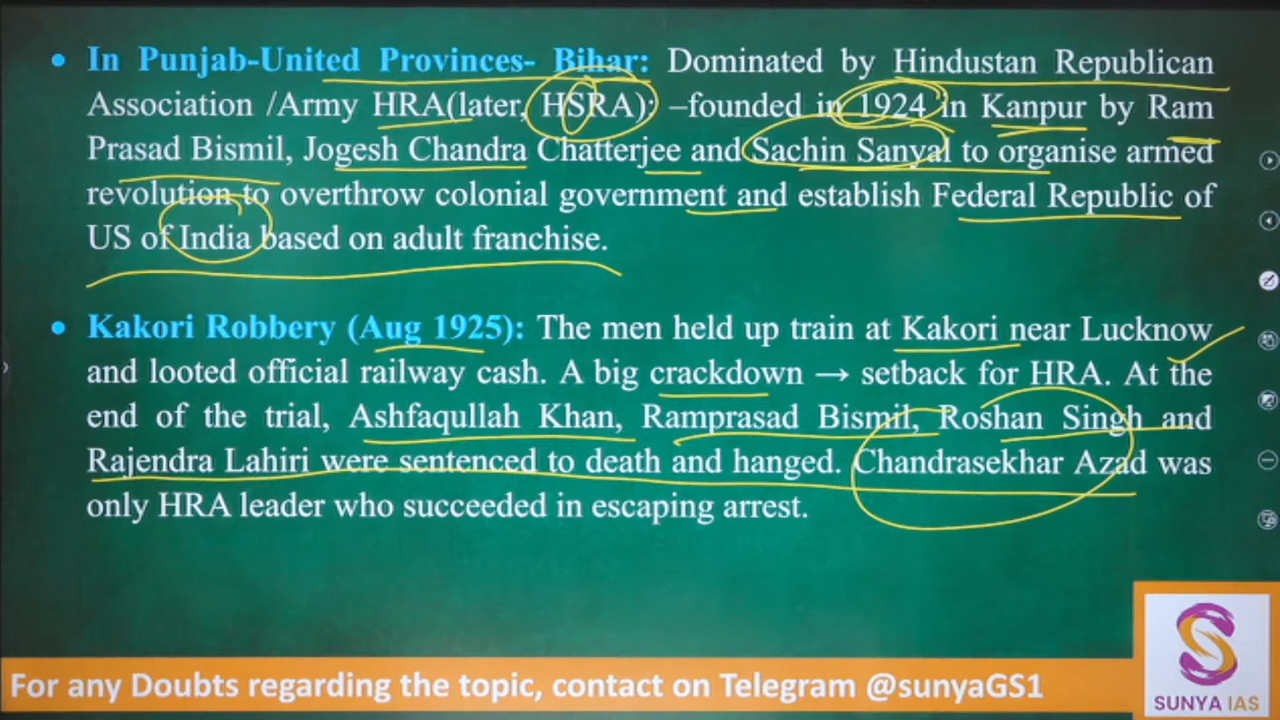 • In Punjab-United Provinces- Bihar: Dominated by Hindustan Republican
Association /Army HRA(later, HSRA): –founded in 1924 in Kanpur by Ram
Prasad Bismil, Jogesh Chandra Chatterjee and Sachin Sanyal to organise armed
revolution to overthrow colonial government and establish Federal Republic of
US of India based on adult franchise.
• Kakori Robbery (Aug 1925): The men held up train at Kakori near Lucknow
and looted official railway cash. A big crackdown → setback for HRA. At the
end of the trial, Ashfaqullah Khan, Ramprasad Bismil, Roshan Singh and
Rajendra Lahiri were sentenced to death and hanged. Chandrasekhar Azad was
only HRA leader who succeeded in escaping arrest.
For any Doubts regarding the topic, contact on Telegram @sunyaGS1
SUNYA IAS